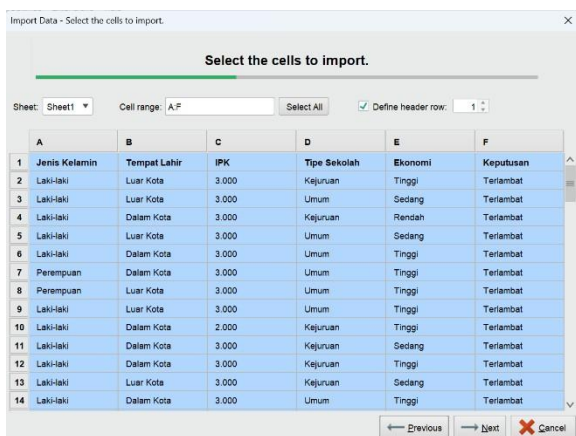 Import Data - Select the cells to import.
Select the cells to import.
Sheet: Sheet1 Cell range: A:F Select All Define header row: 1
A B C D E F
1 Jenis Kelamin Tempat Lahir IPK Tipe Sekolah Ekonomi Keputusan
2 Laki-laki Luar Kota 3.000 Kejuruan Tinggi Terlambat
3 Laki-laki Luar Kota 3.000 Umum Sedang Terlambat
4 Laki-laki Dalam Kota 3.000 Kejuruan Rendah Terlambat
5 Laki-laki Luar Kota 3.000 Umum Sedang Terlambat
6 Laki-laki Dalam Kota 3.000 Umum Tinggi Terlambat
7 Perempuan Dalam Kota 3.000 Umum Tinggi Terlambat
8 Perempuan Luar Kota 3.000 Umum Tinggi Terlambat
9 Laki-laki Luar Kota 3.000 Umum Tinggi Terlambat
10 Laki-laki Dalam Kota 2.000 Kejuruan Tinggi Terlambat
11 Laki-laki Dalam Kota 3.000 Kejuruan Sedang Terlambat
12 Laki-laki Dalam Kota 3.000 Kejuruan Tinggi Terlambat
13 Laki-laki Luar Kota 3.000 Kejuruan Sedang Terlambat
14 Laki-laki Dalam Kota 3.000 Umum Tinggi Terlambat
Previous Next Cancel